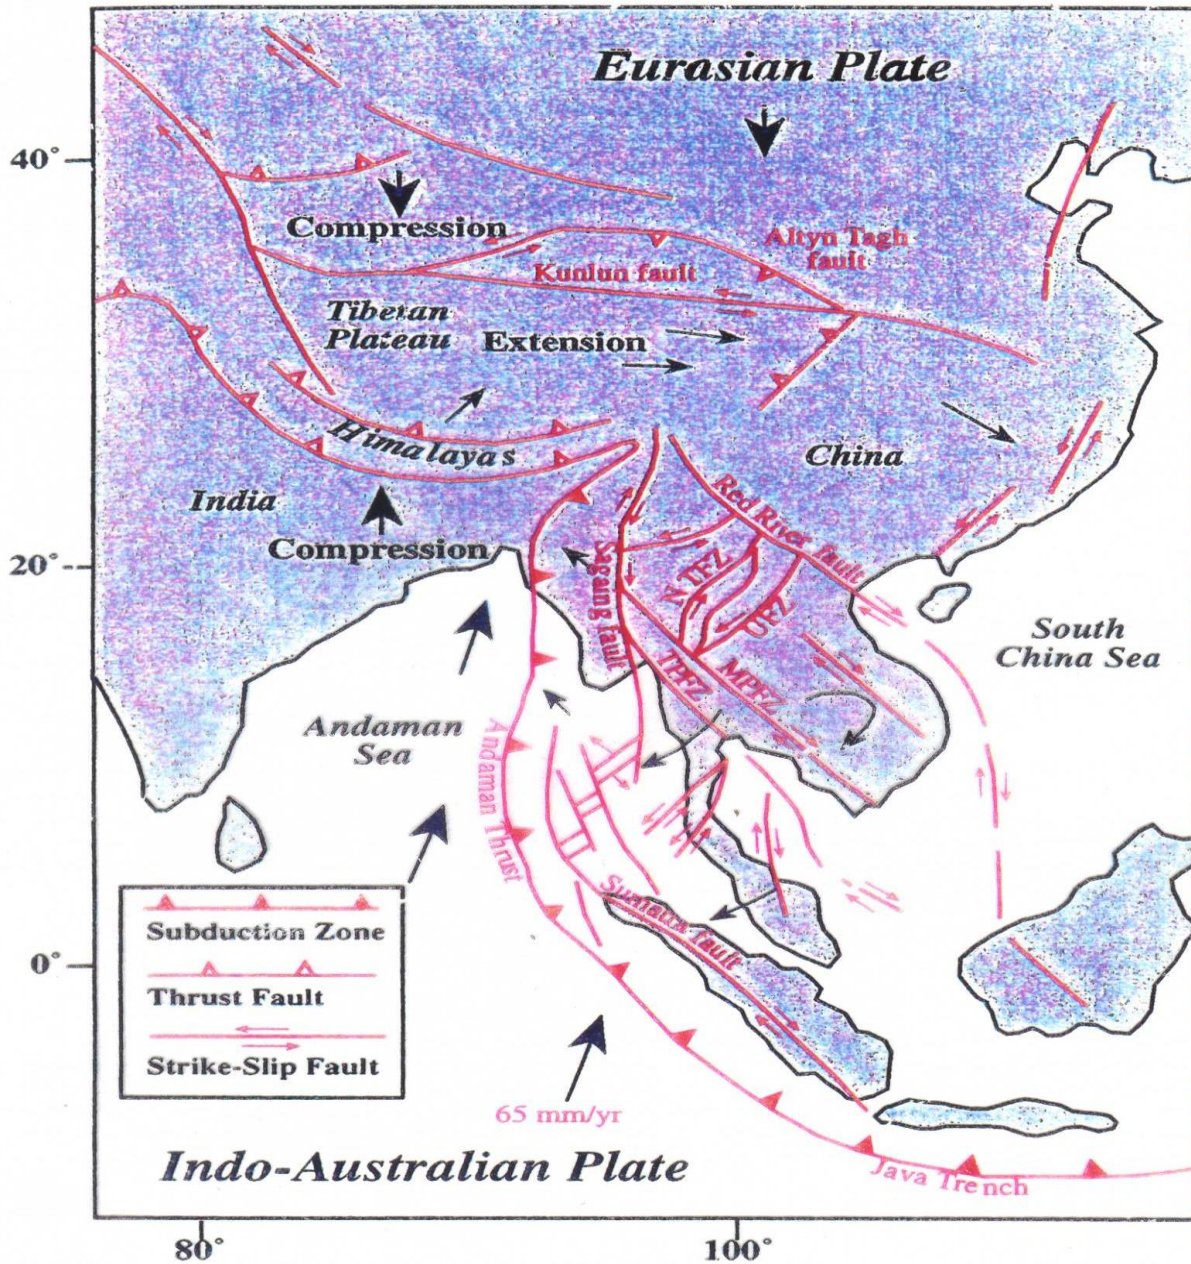 Eurasian Plate
40°
Compression
Altyn Tagh
fault
Kunlun fault
Tibetan
Plateau
Extension
Himalayas
China
India
Red River fault
Compression
20°
Sagaing fault
N TFZ
UFZ
South
China Sea
TPFZ
MPFZ
Andaman
Sea
Andaman Thrust
Sumatra fault
Subduction Zone
0°
Thrust Fault
Strike-Slip Fault
65 mm/yr
Indo-Australian Plate
Java Trench
80°
100°